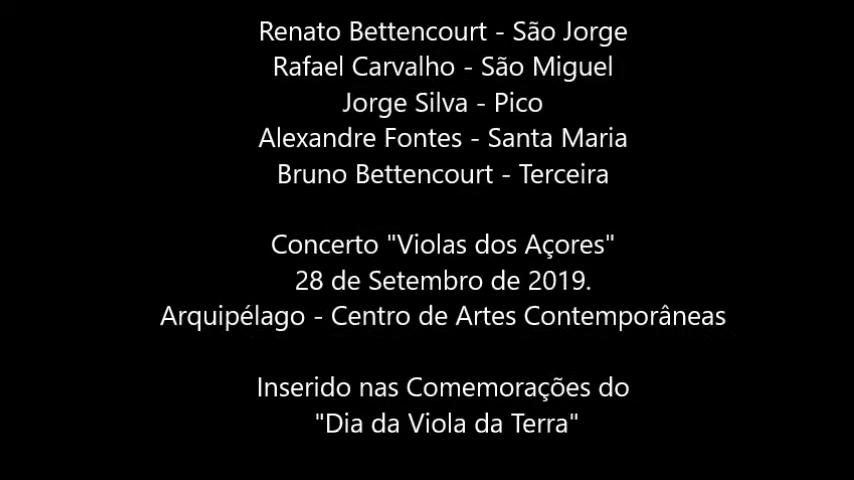 Renato Bettencourt - São Jorge
Rafael Carvalho - São Miguel
Jorge Silva - Pico
Alexandre Fontes - Santa Maria
Bruno Bettencourt - Terceira
Concerto "Violas dos Açores"
28 de Setembro de 2019.
Arquipélago - Centro de Artes Contemporâneas
Inserido nas Comemorações do
"Dia da Viola da Terra"